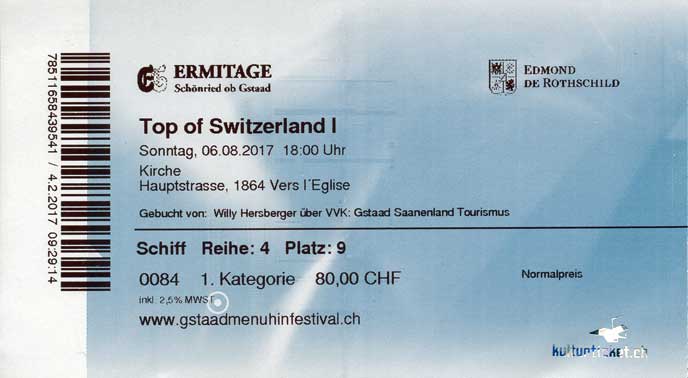 78511658439541 / 4.2.2017 09:29:14
ERMITAGE
Schönried ob Gstaad
EDMOND
DE ROTHSCHILD
Top of Switzerland I
Sonntag, 06.08.2017 18:00 Uhr
Kirche
Hauptstrasse, 1864 Vers l´Eglise
Gebucht von: Willy Hersberger über VVK: Gstaad Saanenland Tourismus
Schiff Reihe: 4 Platz: 9
0084 1. Kategorie 80,00 CHF
Normalpreis
inkl. 2,5% MWST
www.gstaadmenuhinfestival.ch
kulturticket.ch